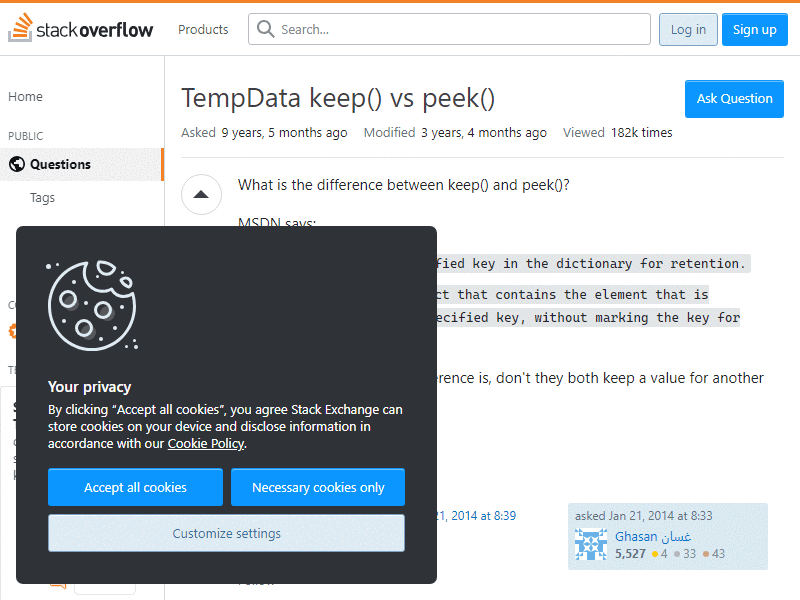 stackoverflow
Products
Search...
Log in
Sign up
Home
PUBLIC
Questions
Tags
TempData keep() vs peek()
Ask Question
Asked 9 years, 5 months ago Modified 3 years, 4 months ago Viewed 182k times
What is the difference between keep() and peek()?
MSDN says:
fied key in the dictionary for retention.
ct that contains the element that is
ecified key, without marking the key for
erence is, don't they both keep a value for another
21, 2014 at 8:39
asked Jan 21, 2014 at 8:33
Ghasan غسان
5,527 4 33 43
Your privacy
By clicking “Accept all cookies”, you agree Stack Exchange can
store cookies on your device and disclose information in
accordance with our Cookie Policy.
Accept all cookies
Necessary cookies only
Customize settings